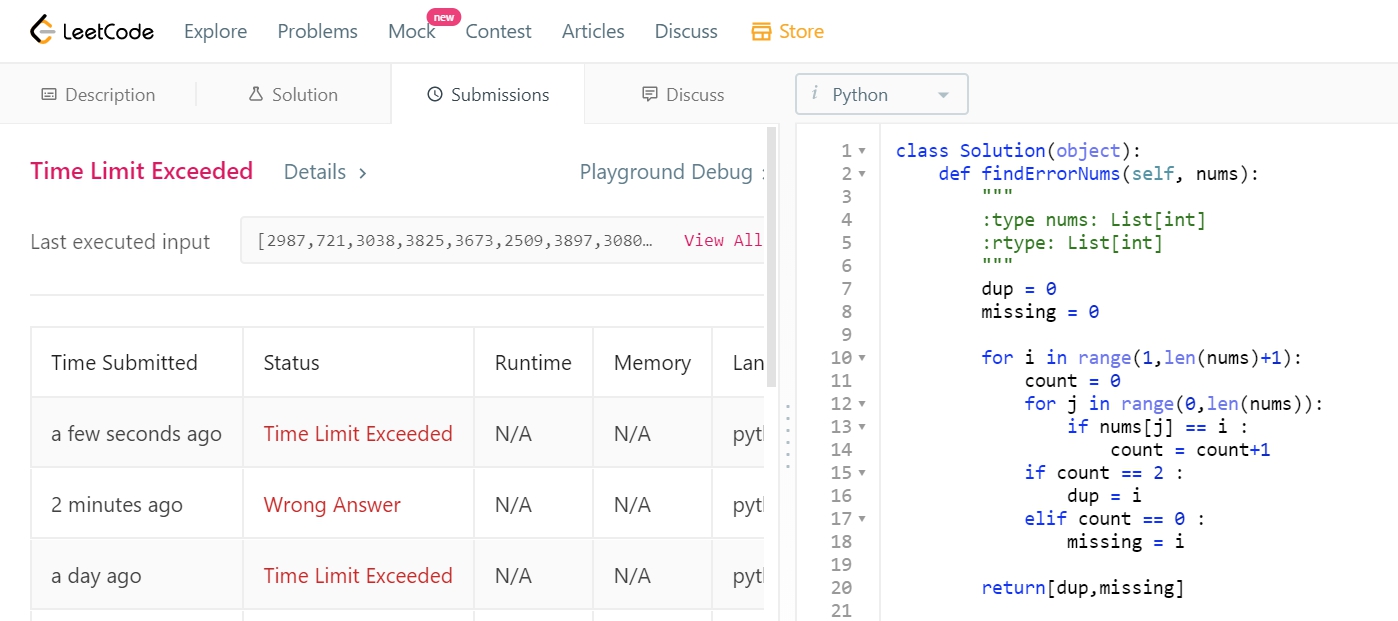 LeetCode Explore Problems Mock new Contest Articles Discuss Store
Description Solution Submissions Discuss
i Python
Time Limit Exceeded Details > Playground Debug
Last executed input [2987,721,3038,3825,3673,2509,3897,3080… View All
Time Submitted Status Runtime Memory Lan
a few seconds ago Time Limit Exceeded N/A N/A pyt
2 minutes ago Wrong Answer N/A N/A pyt
a day ago Time Limit Exceeded N/A N/A pyt
1 class Solution(object):
2 def findErrorNums(self, nums):
3 """
4 :type nums: List[int]
5 :rtype: List[int]
6 """
7 dup = 0
8 missing = 0
9
10 for i in range(1,len(nums)+1):
11 count = 0
12 for j in range(0,len(nums)):
13 if nums[j] == i :
14 count = count+1
15 if count == 2 :
16 dup = i
17 elif count == 0 :
18 missing = i
19
20 return[dup,missing]
21